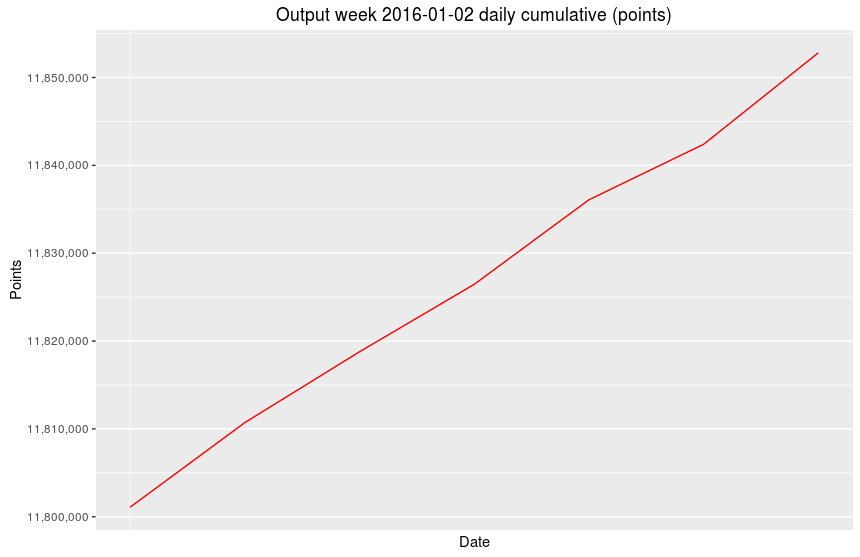 Output week 2016-01-02 daily cumulative (points)
11,850,000
11,840,000
11,830,000
11,820,000
11,810,000
11,800,000
Points
Date